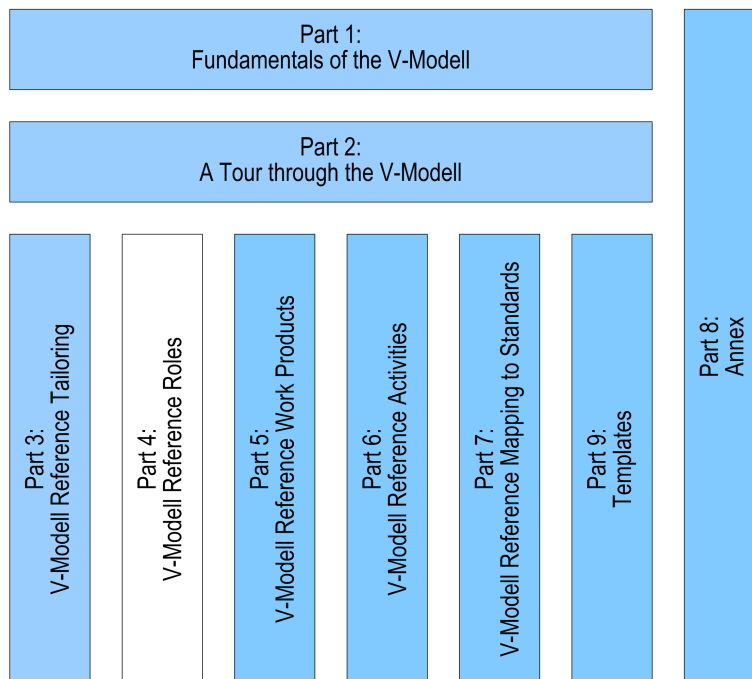 Part 1:
Fundamentals of the V-Modell
Part 2:
A Tour through the V-Modell
Part 3:
V-Modell Reference Tailoring
Part 4:
V-Modell Reference Roles
Part 5:
V-Modell Reference Work Products
Part 6:
V-Modell Reference Activities
Part 7:
V-Modell Reference Mapping to Standards
Part 9:
Templates
Part 8:
Annex